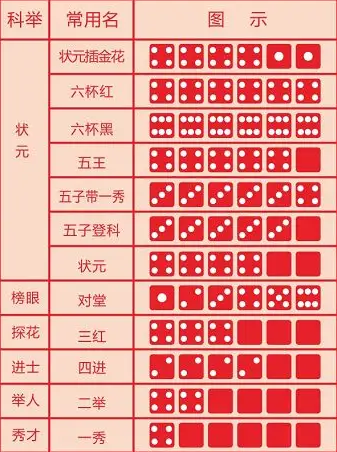 科举 常用名 图 示
状元
状元插金花
六杯红
六杯黑
五王
五子带一秀
五子登科
状元
榜眼 对堂
探花 三红
进士 四进
举人 二举
秀才 一秀